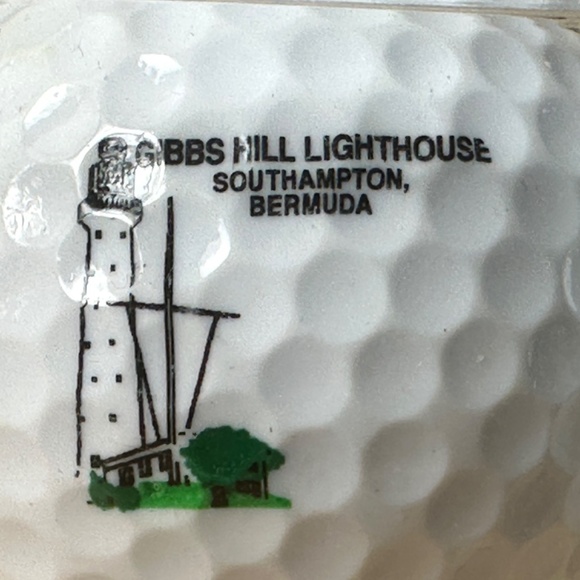 GIBBS HILL LIGHTHOUSE
SOUTHAMPTON,
BERMUDA